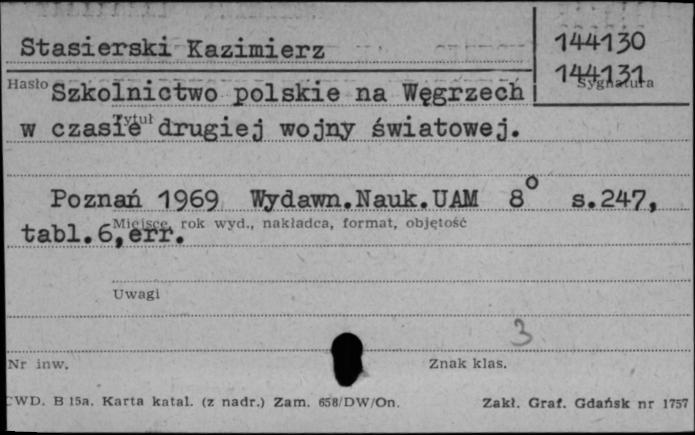 Stasierski Kazimierz
144130
144131
Hasło
Sygnatura
Szkolnictwo polskie na Węgrzech
Tytuł
w czasie drugiej wojny światowej.
Poznań 1969 Wydawn.Nauk.UAM 8° s.247,
Miejsce, rok wyd., nakładca, format, objętość
tabl.6,err.
Uwagi
3
Nr inw.
Znak klas.
CWD. B 15a. Karta katal. (z nadr.) Zam. 658/DW/On.
Zakł. Graf. Gdańsk nr 1757